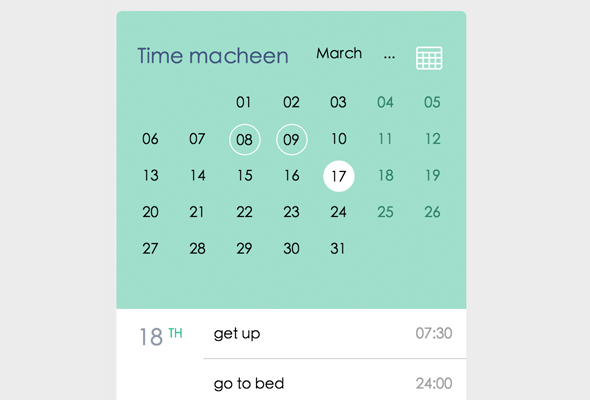 Time macheen March ...
01 02 03 04 05
06 07 08 09 10 11 12
13 14 15 16 17 18 19
20 21 22 23 24 25 26
27 28 29 30 31
18 TH get up 07:30
go to bed 24:00